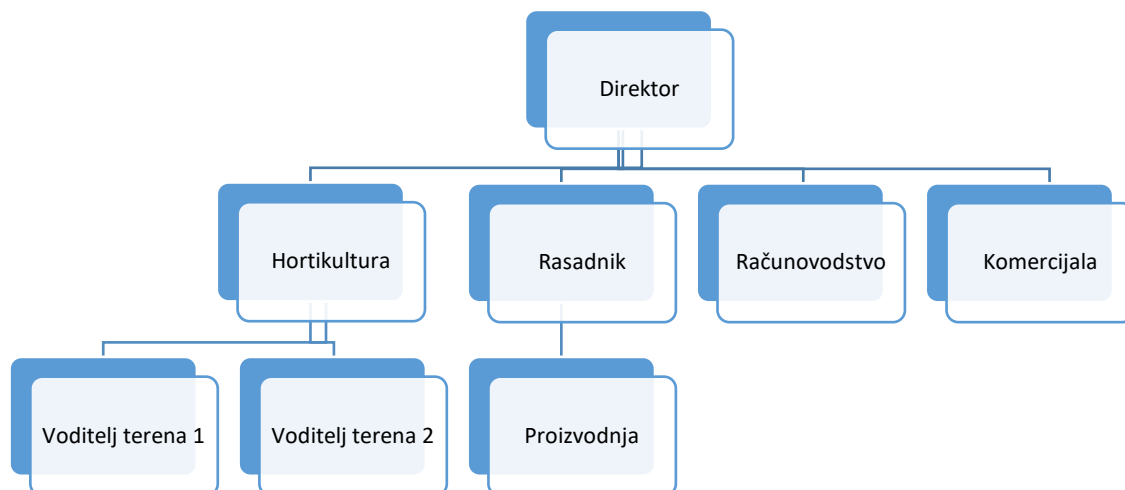 Direktor
Hortikultura
Rasadnik
Računovodstvo
Komercijala
Voditelj terena 1
Voditelj terena 2
Proizvodnja